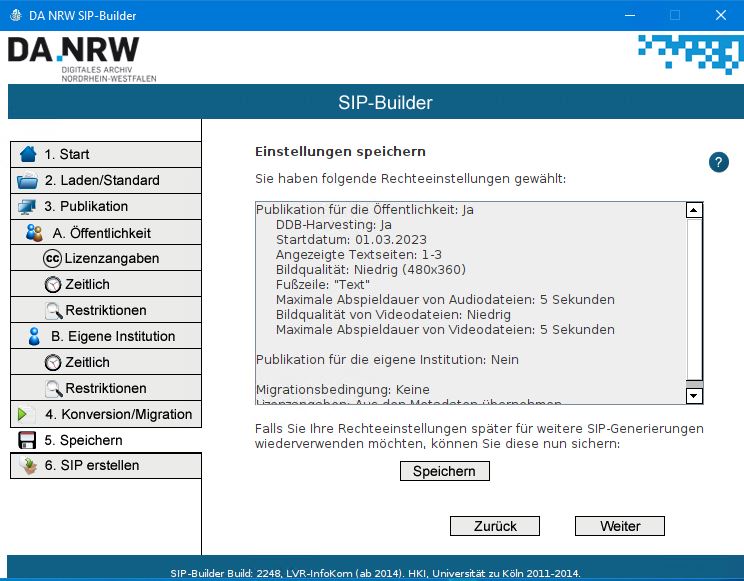 DA NRW SIP-Builder
DA.NRW
DIGITALES ARCHIV
NORDRHEIN-WESTFALEN
SIP-Builder
1. Start
2. Laden/Standard
3. Publikation
A. Öffentlichkeit
cc Lizenzangaben
Zeitlich
Restriktionen
B. Eigene Institution
Zeitlich
Restriktionen
4. Konversion/Migration
5. Speichern
6. SIP erstellen
Einstellungen speichern
?
Sie haben folgende Rechteeinstellungen gewählt:
Publikation für die Öffentlichkeit: Ja
DDB-Harvesting: Ja
Startdatum: 01.03.2023
Angezeigte Textseiten: 1-3
Bildqualität: Niedrig (480x360)
Fußzeile: "Text"
Maximale Abspieldauer von Audiodateien: 5 Sekunden
Bildqualität von Videodateien: Niedrig
Maximale Abspieldauer von Videodateien: 5 Sekunden
Publikation für die eigene Institution: Nein
Migrationsbedingung: Keine
Lizenzangaben: Aus den Metadaten übernehmen
Falls Sie Ihre Rechteeinstellungen später für weitere SIP-Generierungen
wiederverwenden möchten, können Sie diese nun sichern:
Speichern
Zurück
Weiter
SIP-Builder Build: 2248, LVR-InfoKom (ab 2014). HKI, Universität zu Köln 2011-2014.